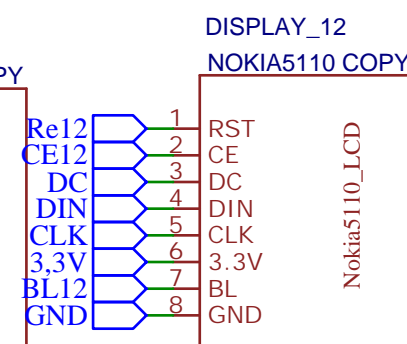 DISPLAY_12
PY
NOKIA5110 COPY
Re12 1 RST
CE12 2 CE
DC 3 DC
DIN 4 DIN
CLK 5 CLK
3,3V 6 3.3V
BL12 7 BL
GND 8 GND
Nokia5110_LCD